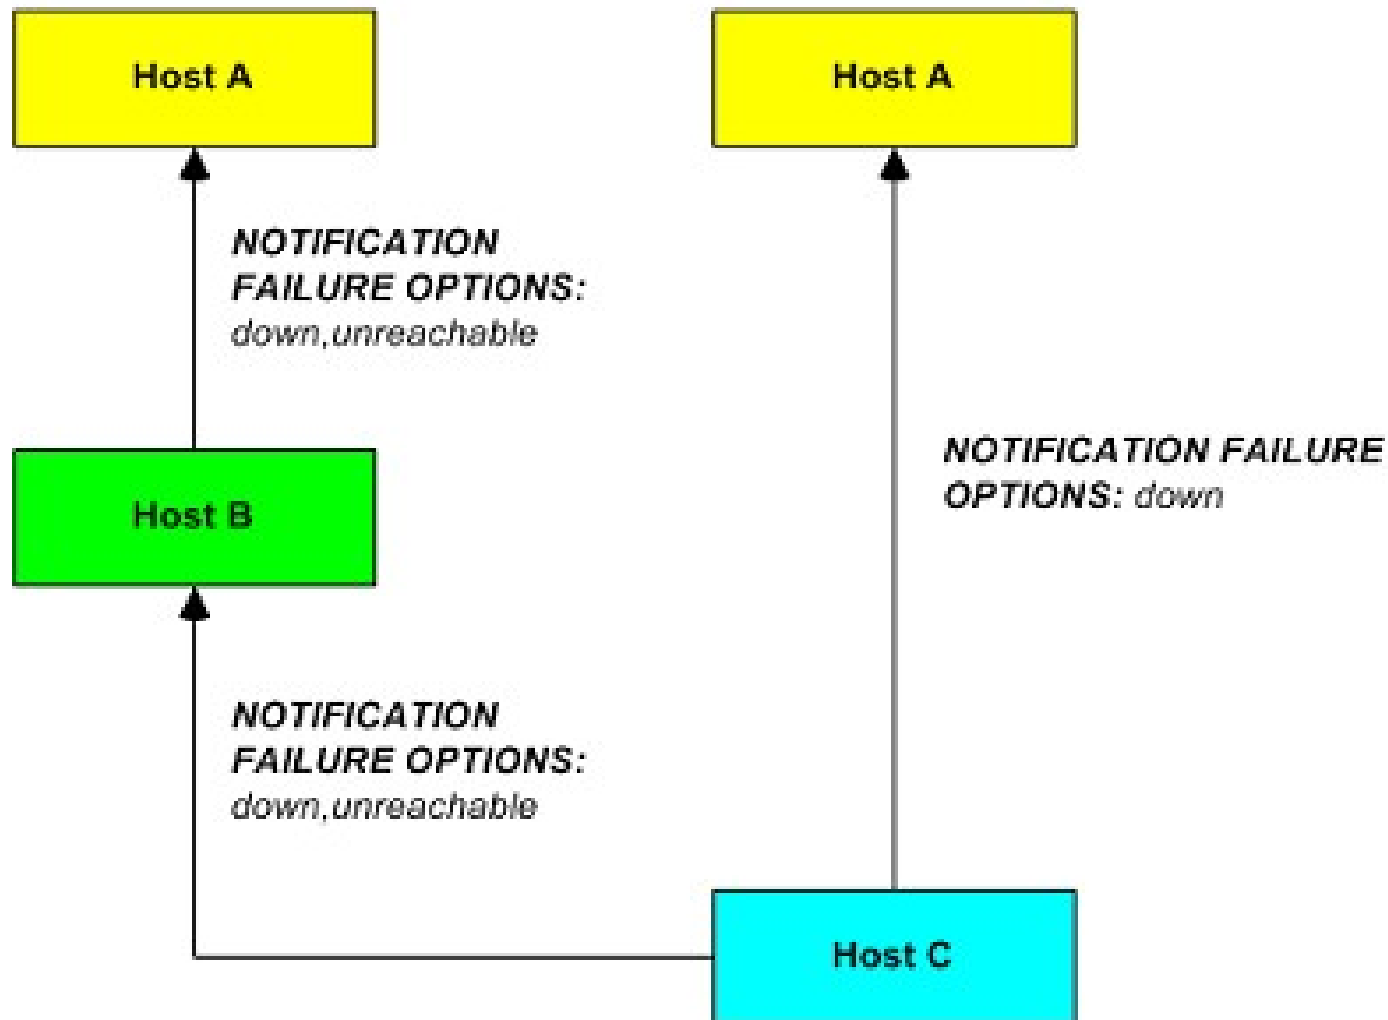 Host A
Host A
NOTIFICATION
FAILURE OPTIONS:
down,unreachable
NOTIFICATION FAILURE
OPTIONS: down
Host B
NOTIFICATION
FAILURE OPTIONS:
down,unreachable
Host C